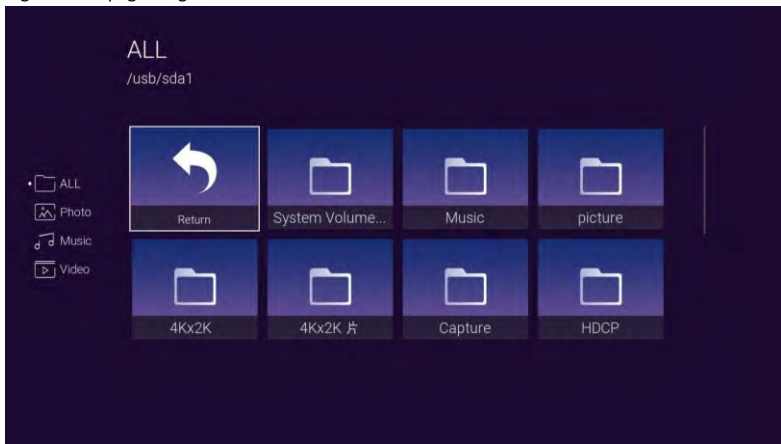 ALL
/usb/sda1
ALL
Photo
Music
Video
Return
System Volume...
Music
picture
4Kx2K
4Kx2K 片
Capture
HDCP